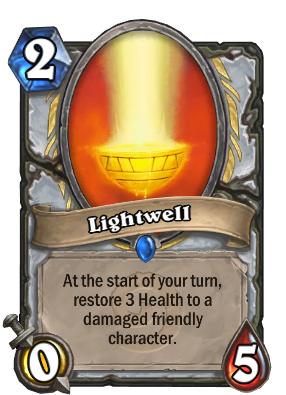 2
Lightwell
At the start of your turn,
restore 3 Health to a
damaged friendly
character.
0
5